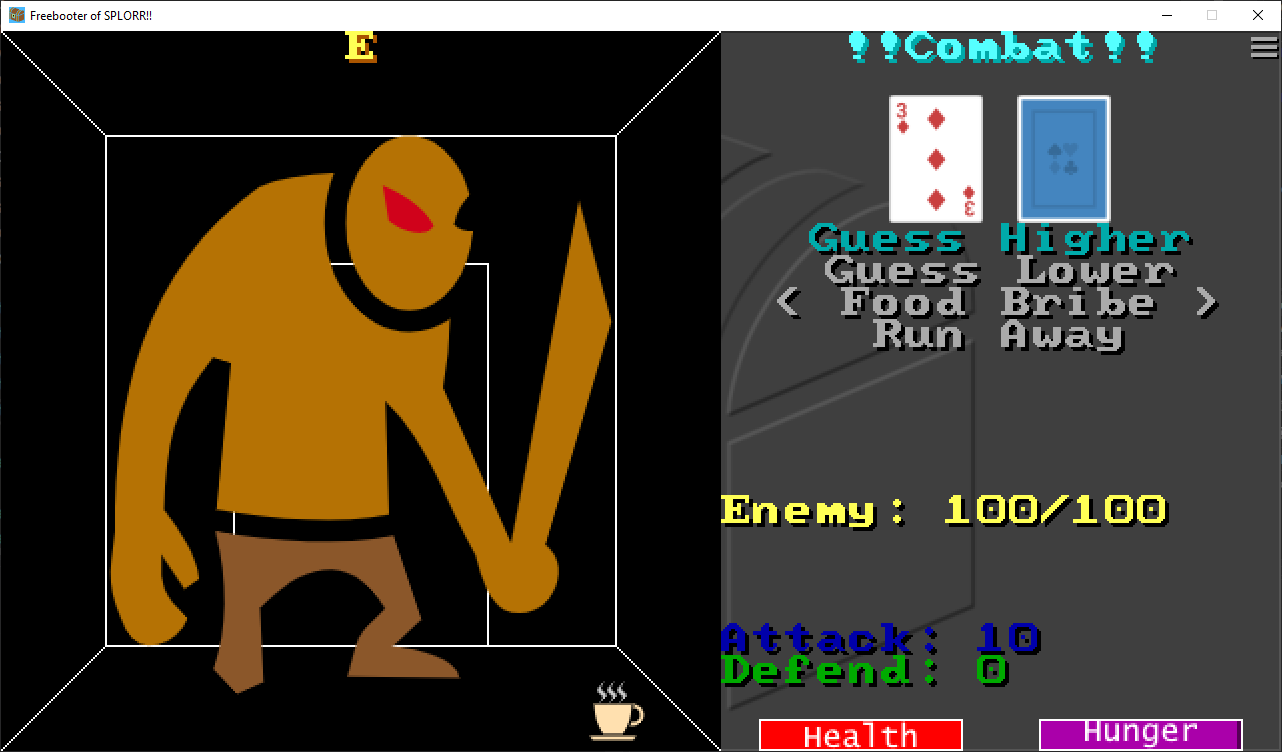 Freebooter of SPLORR!!
E
!!Combat!!
3
3
Guess Higher
Guess Lower
< Food Bribe >
Run Away
Enemy: 100/100
Attack: 10
Defend: 0
Health
Hunger